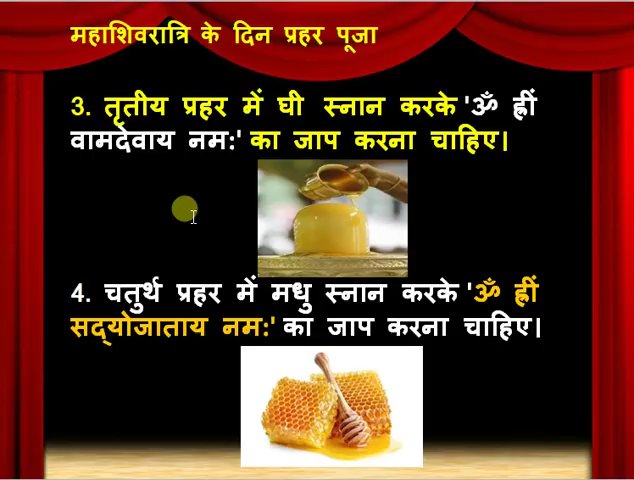 महाशिवरात्रि के दिन प्रहर पूजा
3. तृतीय प्रहर में घी स्नान करके 'ॐ ह्रीं
वामदेवाय नम:' का जाप करना चाहिए।
4. चतुर्थ प्रहर में मधु स्नान करके 'ॐ ह्रीं
सद्‌योजाताय नम:' का जाप करना चाहिए।